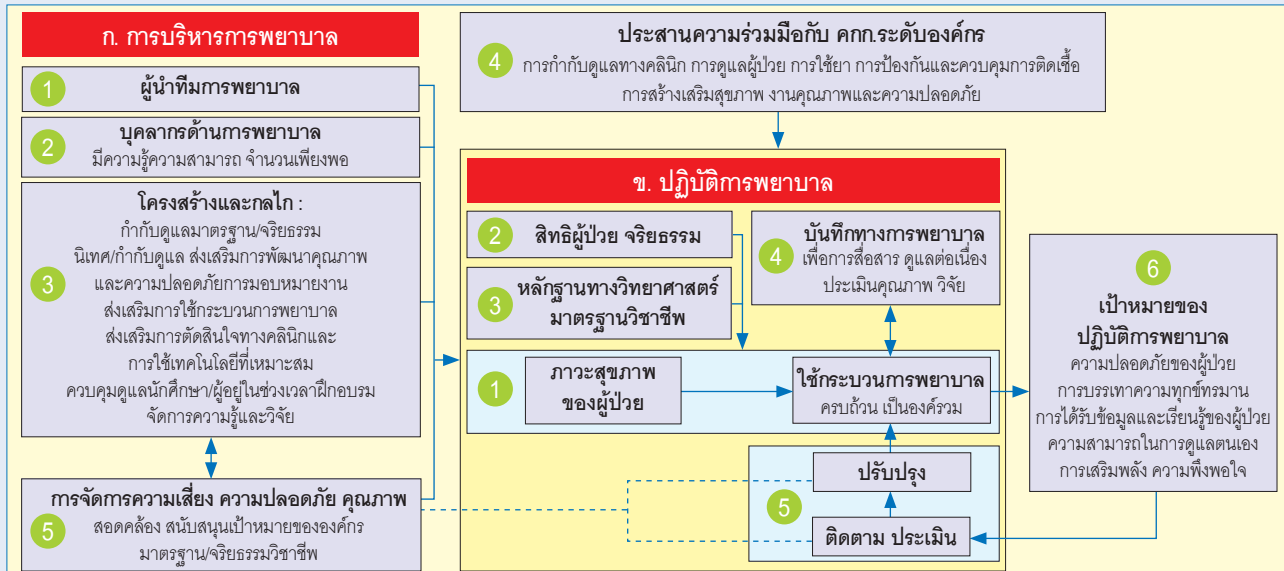 ก. การบริหารการพยาบาล
1
ผู้นำทีมการพยาบาล
2
บุคลากรด้านการพยาบาล
มีความรู้ความสามารถ จำนวนเพียงพอ
3
โครงสร้างและกลไก :
กำกับดูแลมาตรฐาน/จริยธรรม
นิเทศ/กำกับดูแล ส่งเสริมการพัฒนาคุณภาพ
และความปลอดภัยการมอบหมายงาน
ส่งเสริมการใช้กระบวนการพยาบาล
ส่งเสริมการตัดสินใจทางคลินิกและ
การใช้เทคโนโลยีที่เหมาะสม
ควบคุมดูแลนักศึกษา/ผู้อยู่ในช่วงเวลาฝึกอบรม
จัดการความรู้และวิจัย
5
การจัดการความเสี่ยง ความปลอดภัย คุณภาพ
สอดคล้อง สนับสนุนเป้าหมายขององค์กร
มาตรฐาน/จริยธรรมวิชาชีพ
4
ประสานความร่วมมือกับ คกก.ระดับองค์กร
การกำกับดูแลทางคลินิก การดูแลผู้ป่วย การใช้ยา การป้องกันและควบคุมการติดเชื้อ
การสร้างเสริมสุขภาพ งานคุณภาพและความปลอดภัย
ข. ปฏิบัติการพยาบาล
2
สิทธิผู้ป่วย จริยธรรม
3
หลักฐานทางวิทยาศาสตร์
มาตรฐานวิชาชีพ
4
บันทึกทางการพยาบาล
เพื่อการสื่อสาร ดูแลต่อเนื่อง
ประเมินคุณภาพ วิจัย
1
ภาวะสุขภาพ
ของผู้ป่วย
ใช้กระบวนการพยาบาล
ครบถ้วน เป็นองค์รวม
5
ปรับปรุง
ติดตาม ประเมิน
6
เป้าหมายของ
ปฏิบัติการพยาบาล
ความปลอดภัยของผู้ป่วย
การบรรเทาความทุกข์ทรมาน
การได้รับข้อมูลและเรียนรู้ของผู้ป่วย
ความสามารถในการดูแลตนเอง
การเสริมพลัง ความพึงพอใจ